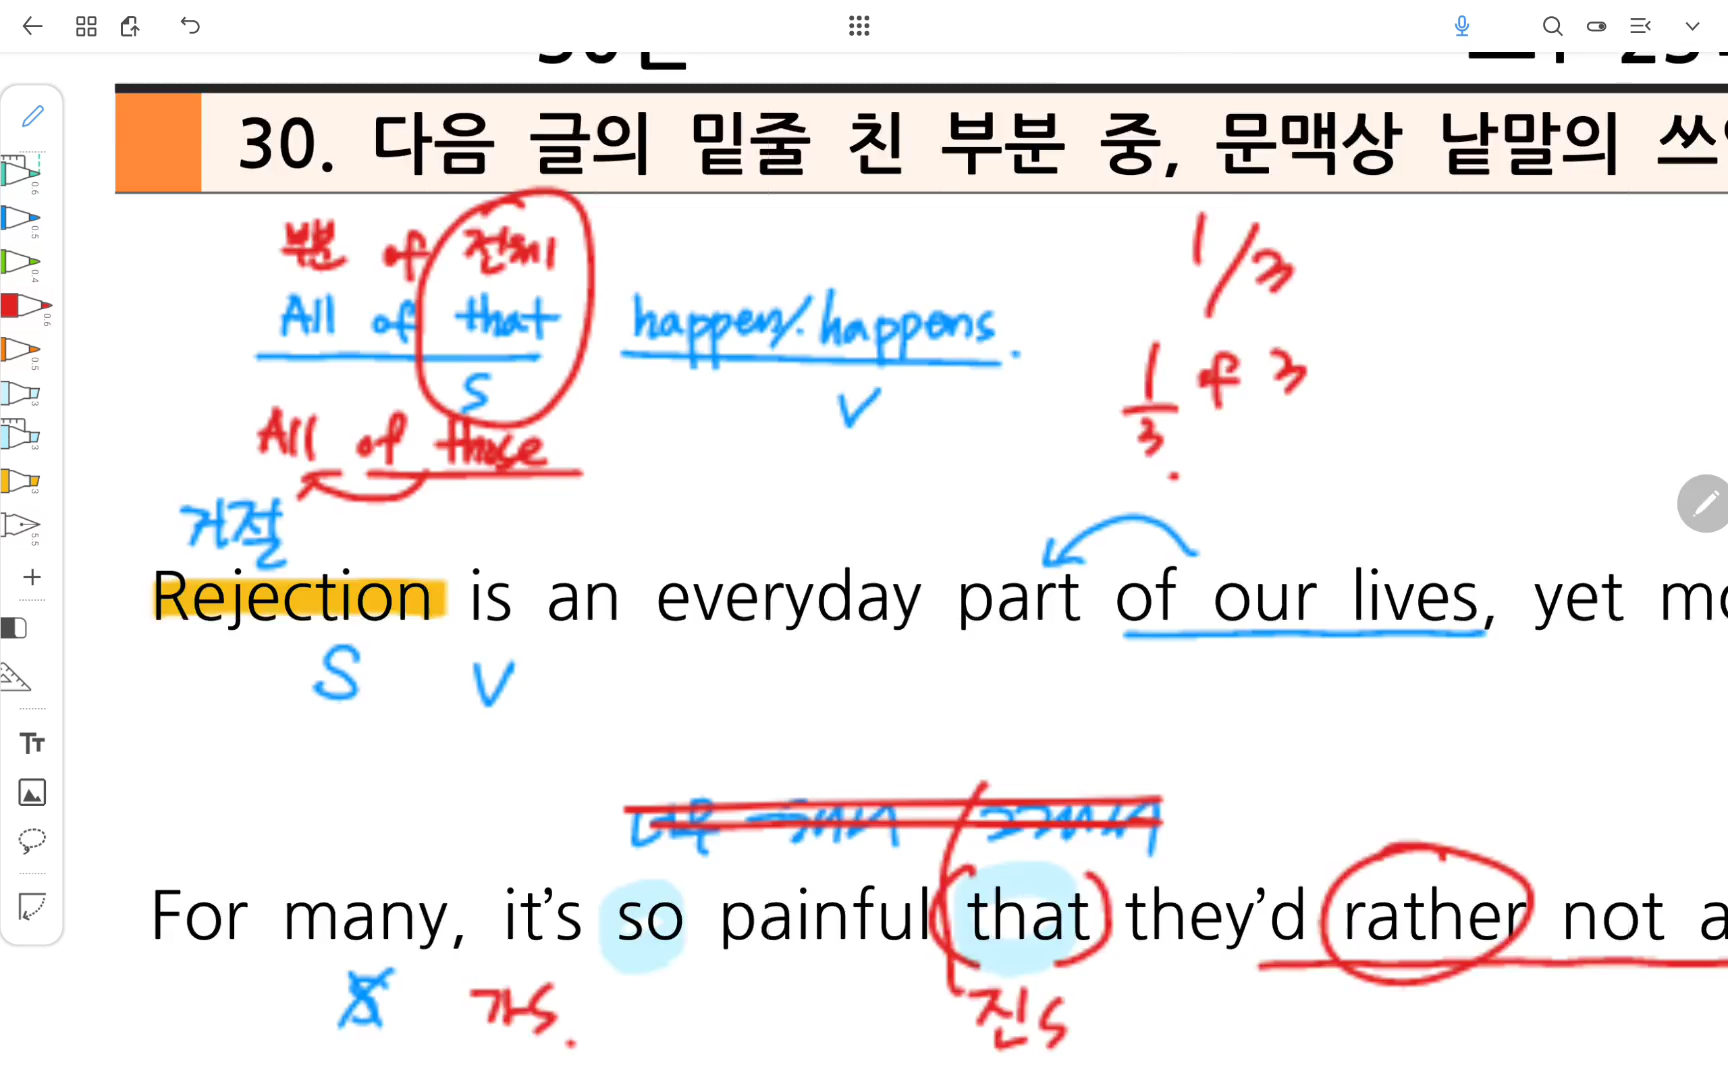 30. 다음 글의 밑줄 친 부분 중, 문맥상 낱말의 쓰
부분 of 전체
All of that happen/happens.
S V
All of those
1/3
1/3 of 3
거절
Rejection is an everyday part of our lives, yet
S V
For many, it's so painful (that) they'd rather not a
S 가S. 진S
Tт